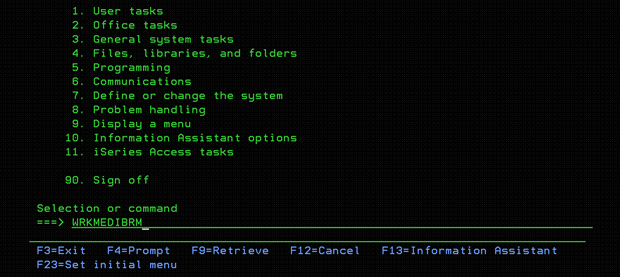 1. User tasks
2. Office tasks
3. General system tasks
4. Files, libraries, and folders
5. Programming
6. Communications
7. Define or change the system
8. Problem handling
9. Display a menu
10. Information Assistant options
11. iSeries Access tasks
90. Sign off
Selection or command
===> WRKMEDIBRM_
F3=Exit F4=Prompt F9=Retrieve F12=Cancel F13=Information Assistant
F23=Set initial menu